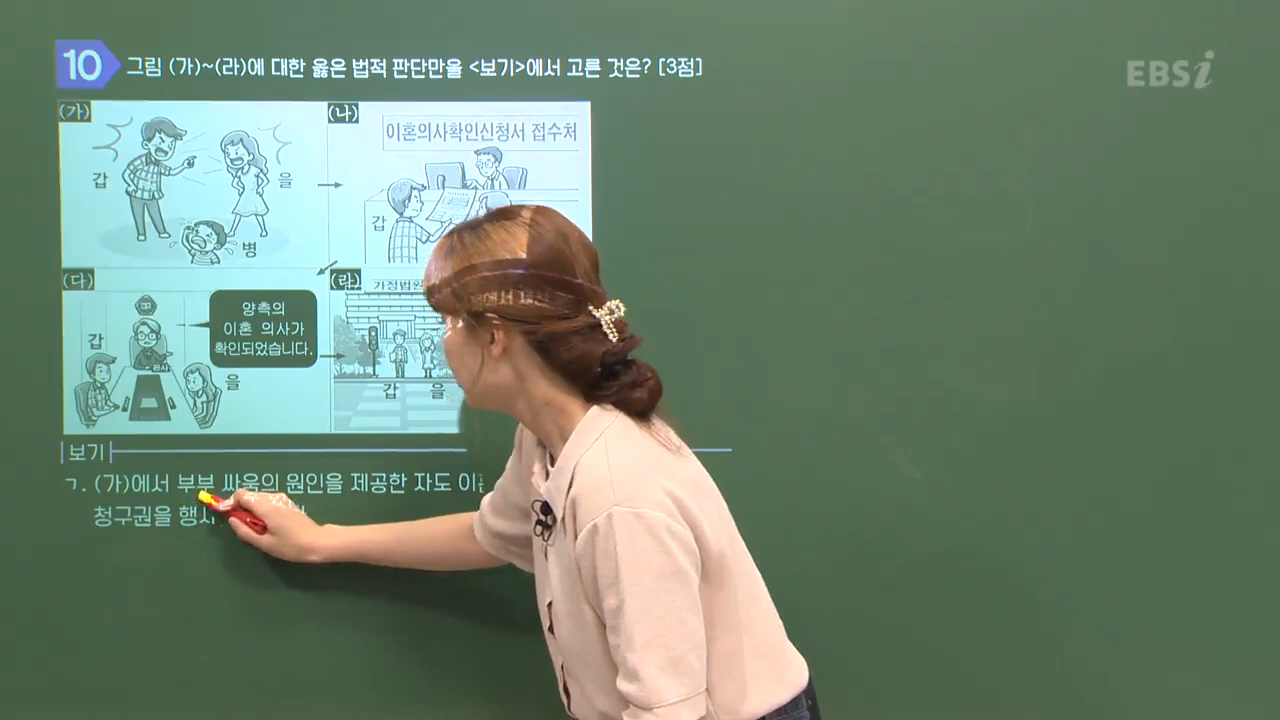 10 그림 (가)~(라)에 대한 옳은 법적 판단만을 <보기>에서 고른 것은? [3점]
EBSi
(가)
갑
을
병
(나)
이혼의사확인신청서 접수처
갑
(다)
양측의
이혼 의사가
확인되었습니다.
갑
판사
을
(라)
가정법원
갑 을
보기
ㄱ. (가)에서 부부 싸움의 원인을 제공한 자도
청구권을